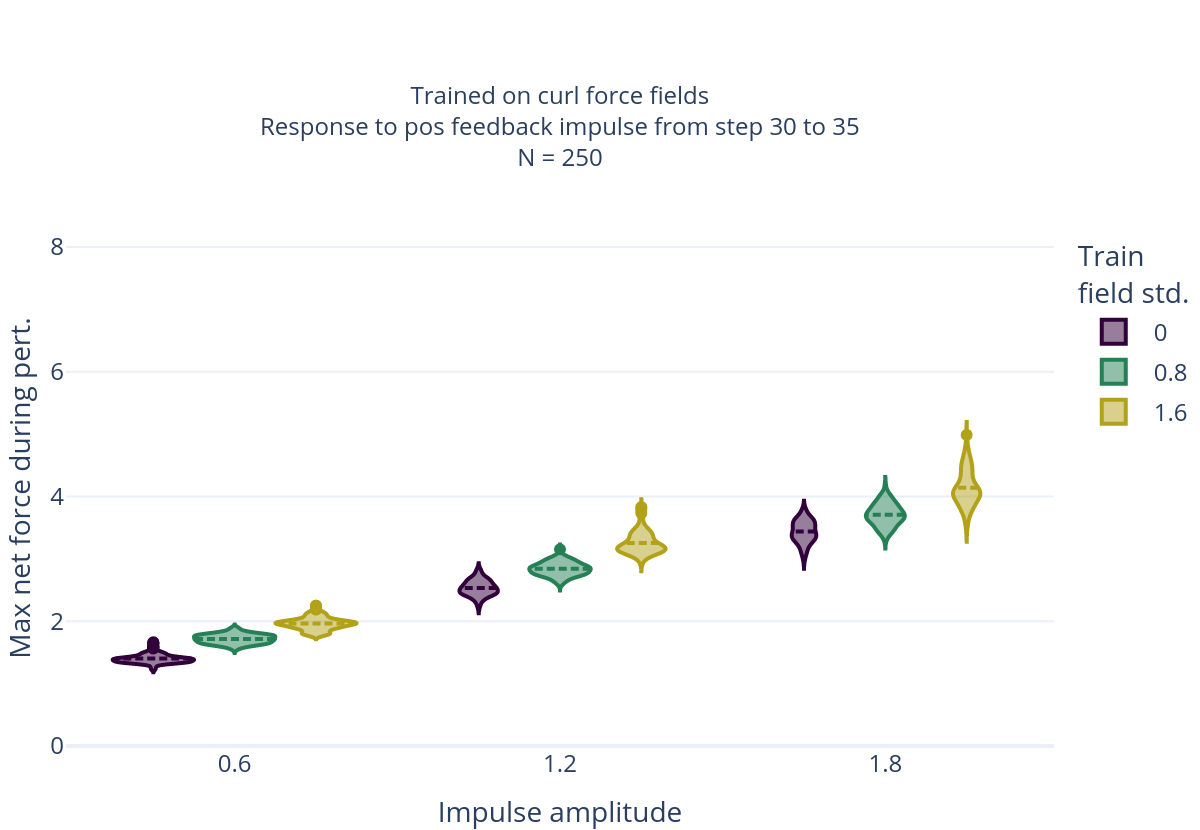 Trained on curl force fields
Response to pos feedback impulse from step 30 to 35
N = 250
Max net force during pert.
8
6
4
2
0
0.6
1.2
1.8
Impulse amplitude
Train
field std.
0
0.8
1.6